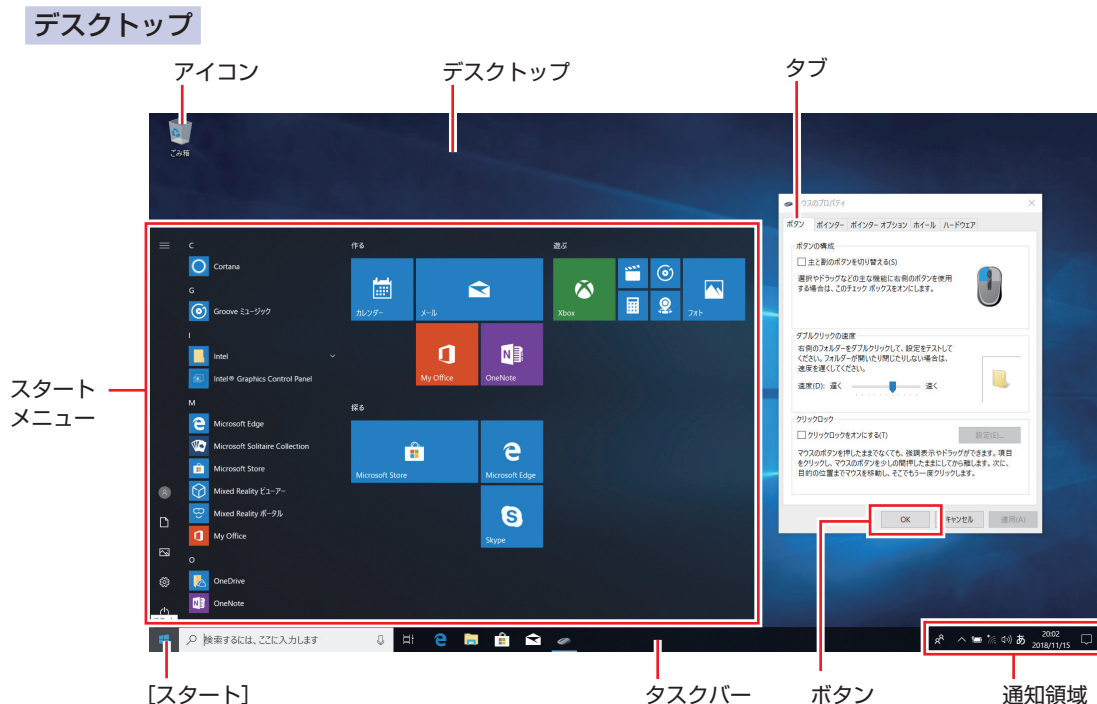 デスクトップ
アイコン
デスクトップ
タブ
ごみ箱
スタート
メニュー
C
Cortana
G
Groove ミュージック
I
Intel
Intel® Graphics Control Panel
M
Microsoft Edge
Microsoft Solitaire Collection
Microsoft Store
Mixed Reality ビューアー
Mixed Reality ポータル
My Office
O
OneDrive
OneNote
作る
カレンダー
メール
My Office
OneNote
探る
Microsoft Store
Microsoft Edge
Skype
遊ぶ
Xbox
フォト
マウスのプロパティ
ボタン ポインター ポインター オプション ホイール ハードウェア
ボタンの構成
主と副のボタンを切り替える(S)
選択やドラッグなどの主な機能に右側のボタンを使用
する場合は、このチェック ボックスをオンにします。
ダブルクリックの速度
右側のフォルダーをダブルクリックして、設定をテストして
ください。フォルダーが開いたり閉じたりしない場合は、
速度を遅くしてください。
速度(D): 遅く 速く
クリックロック
クリックロックをオンにする(T)
設定(E)...
マウスのボタンを押したままでなくても、強調表示やドラッグができます。項目
をクリックし、マウスのボタンを少しの間押したままにしてから離します。次に、
目的の位置までマウスを移動し、そこでもう一度クリックします。
OK キャンセル 適用(A)
検索するには、ここに入力します
あ
20:02
2018/11/15
[スタート]
タスクバー
ボタン
通知領域